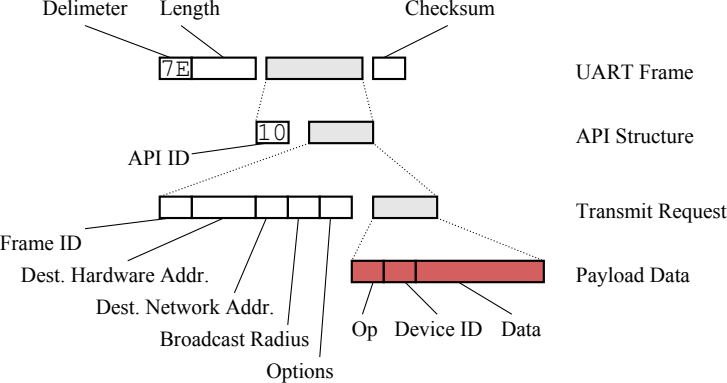 Delimeter Length Checksum
7E UART Frame
10 API Structure
API ID
Transmit Request
Frame ID
Dest. Hardware Addr. Payload Data
Dest. Network Addr.
Op Device ID Data
Broadcast Radius
Options